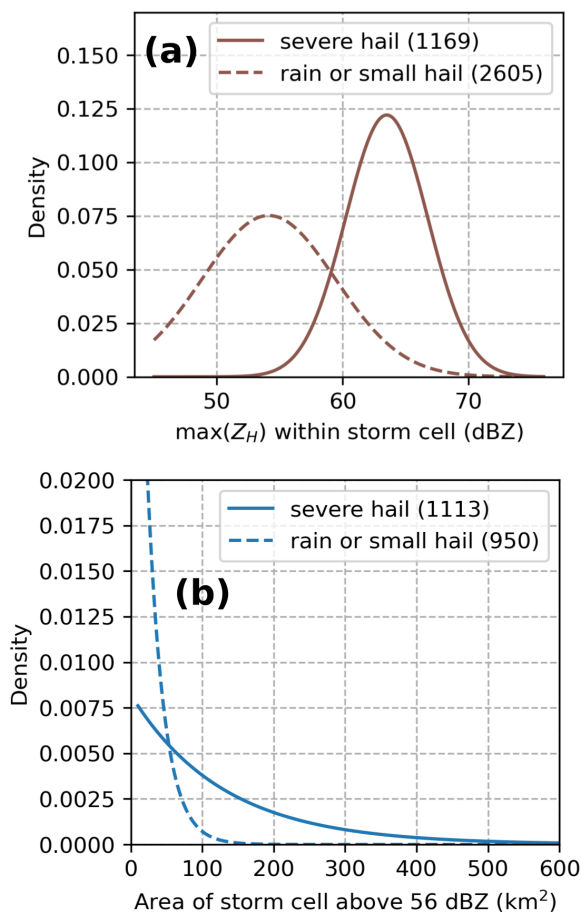 (a)
severe hail (1169)
rain or small hail (2605)
0.150
0.125
0.100
0.075
0.050
0.025
0.000
Density
50 60 70
max(Z_H) within storm cell (dBZ)
(b)
severe hail (1113)
rain or small hail (950)
0.0200
0.0175
0.0150
0.0125
0.0100
0.0075
0.0050
0.0025
0.0000
Density
0 100 200 300 400 500 600
Area of storm cell above 56 dBZ (km²)